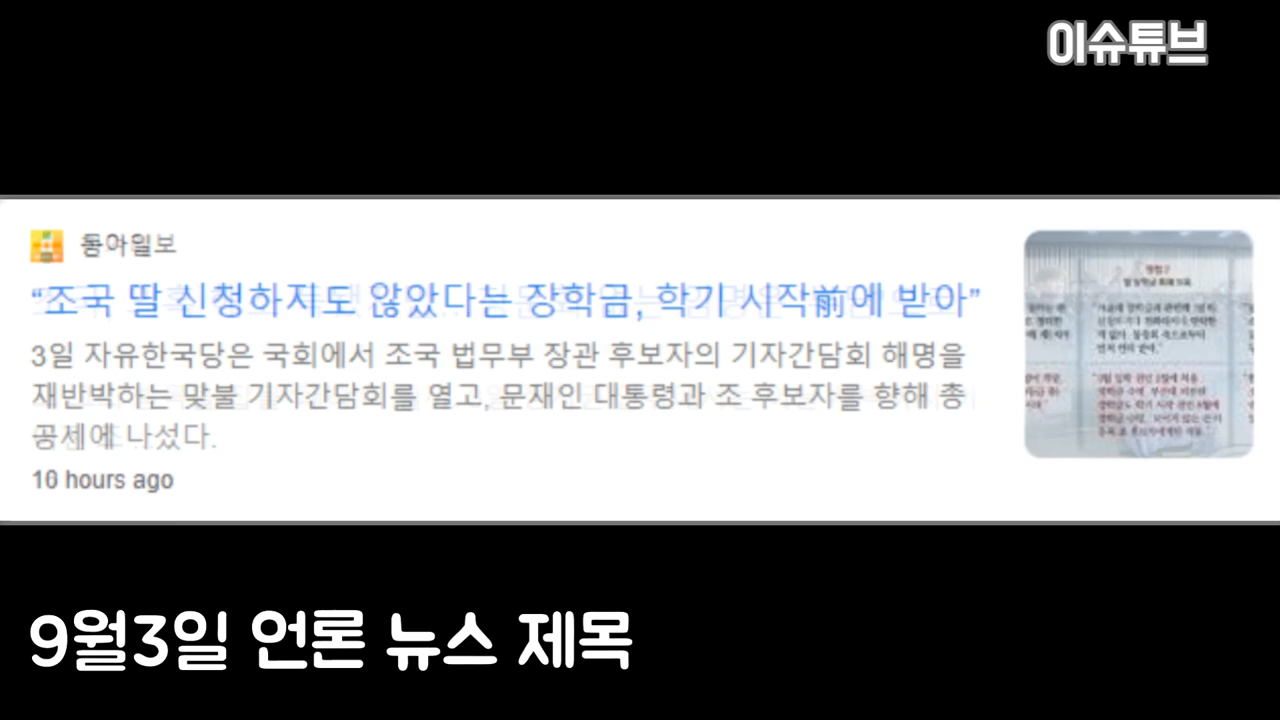 이슈튜브
동아일보
“조국 딸 신청하지도 않았다는 장학금, 학기 시작前에 받아”
3일 자유한국당은 국회에서 조국 법무부 장관 후보자의 기자간담회 해명을
재반박하는 맞불 기자간담회를 열고, 문재인 대통령과 조 후보자를 향해 총
공세에 나섰다.
10 hours ago
9월3일 언론 뉴스 제목